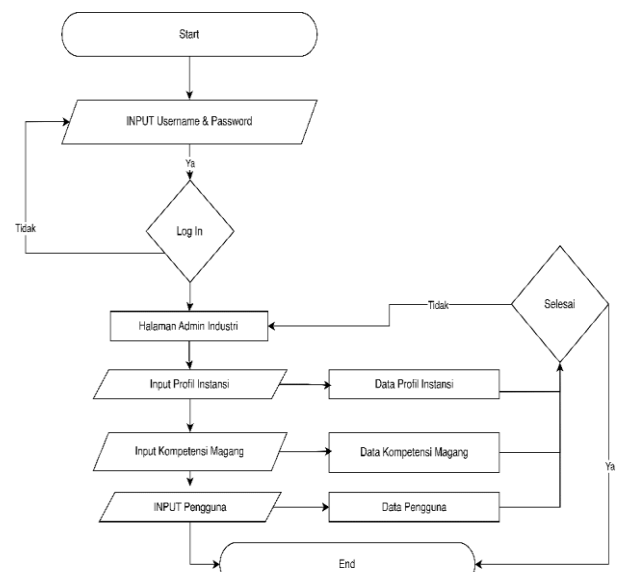 Start
INPUT Username & Password
Ya
Tidak
Log In
Selesai
Tidak
Halaman Admin Industri
Input Profil Instansi
Data Profil Instansi
Input Kompetensi Magang
Data Kompetensi Magang
Ya
INPUT Pengguna
Data Pengguna
End